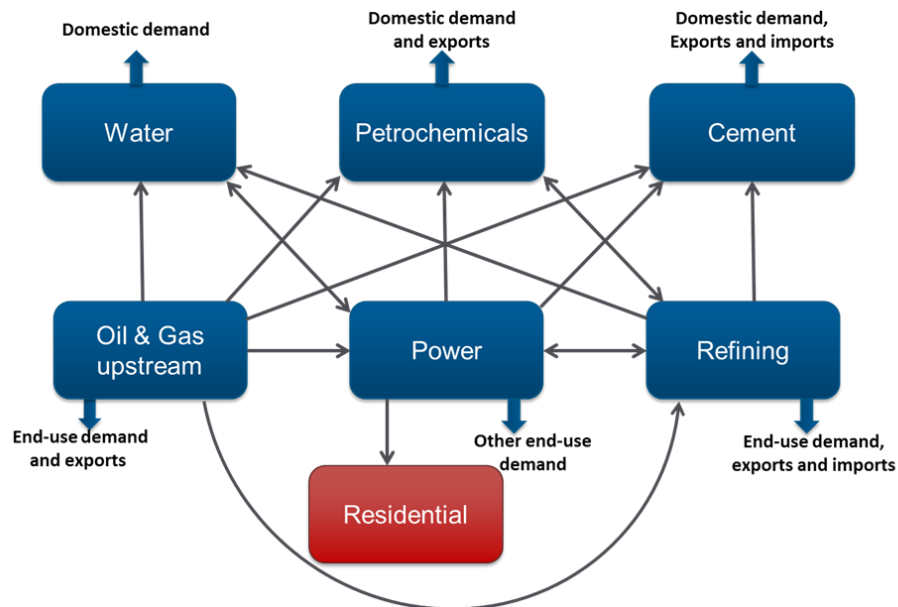 Domestic demand
Domestic demand
and exports
Domestic demand,
Exports and imports
Water
Petrochemicals
Cement
Oil & Gas
upstream
Power
Refining
End-use demand
and exports
Other end-use
demand
End-use demand,
exports and imports
Residential